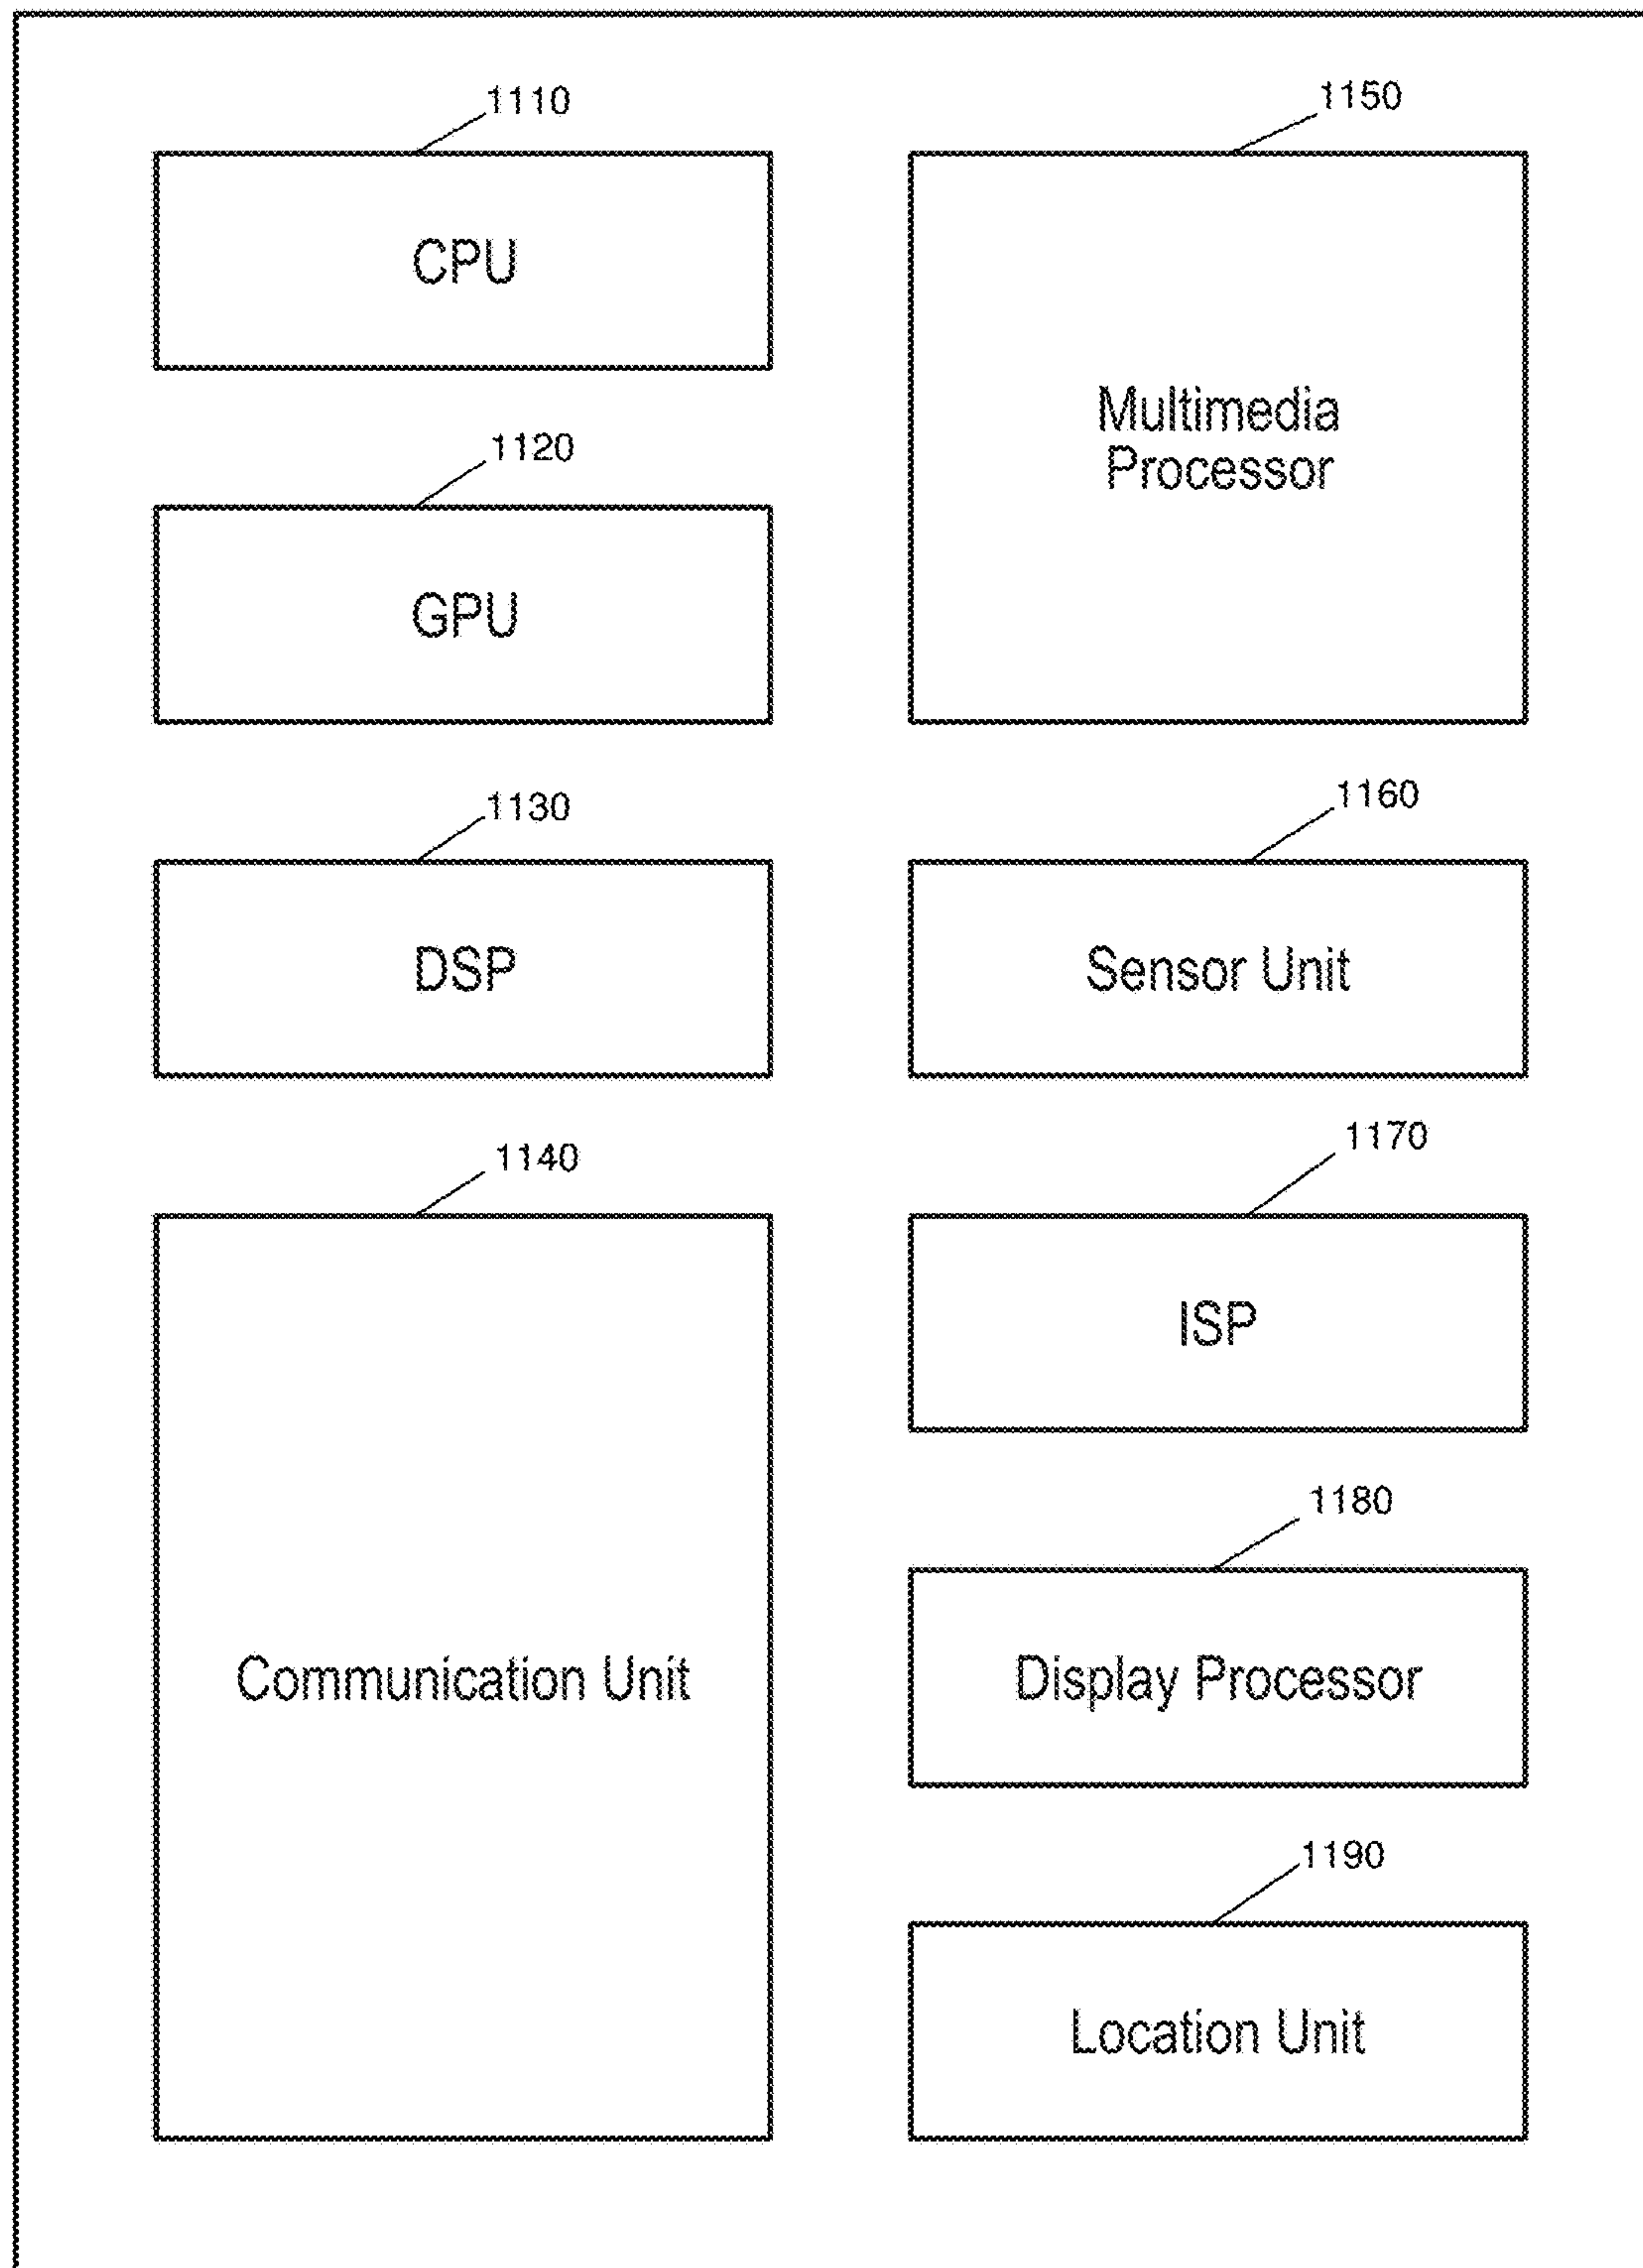 1110
CPU
1120
GPU
1130
DSP
1140
Communication Unit
1150
Multimedia
Processor
1160
Sensor Unit
1170
ISP
1180
Display Processor
1190
Location Unit